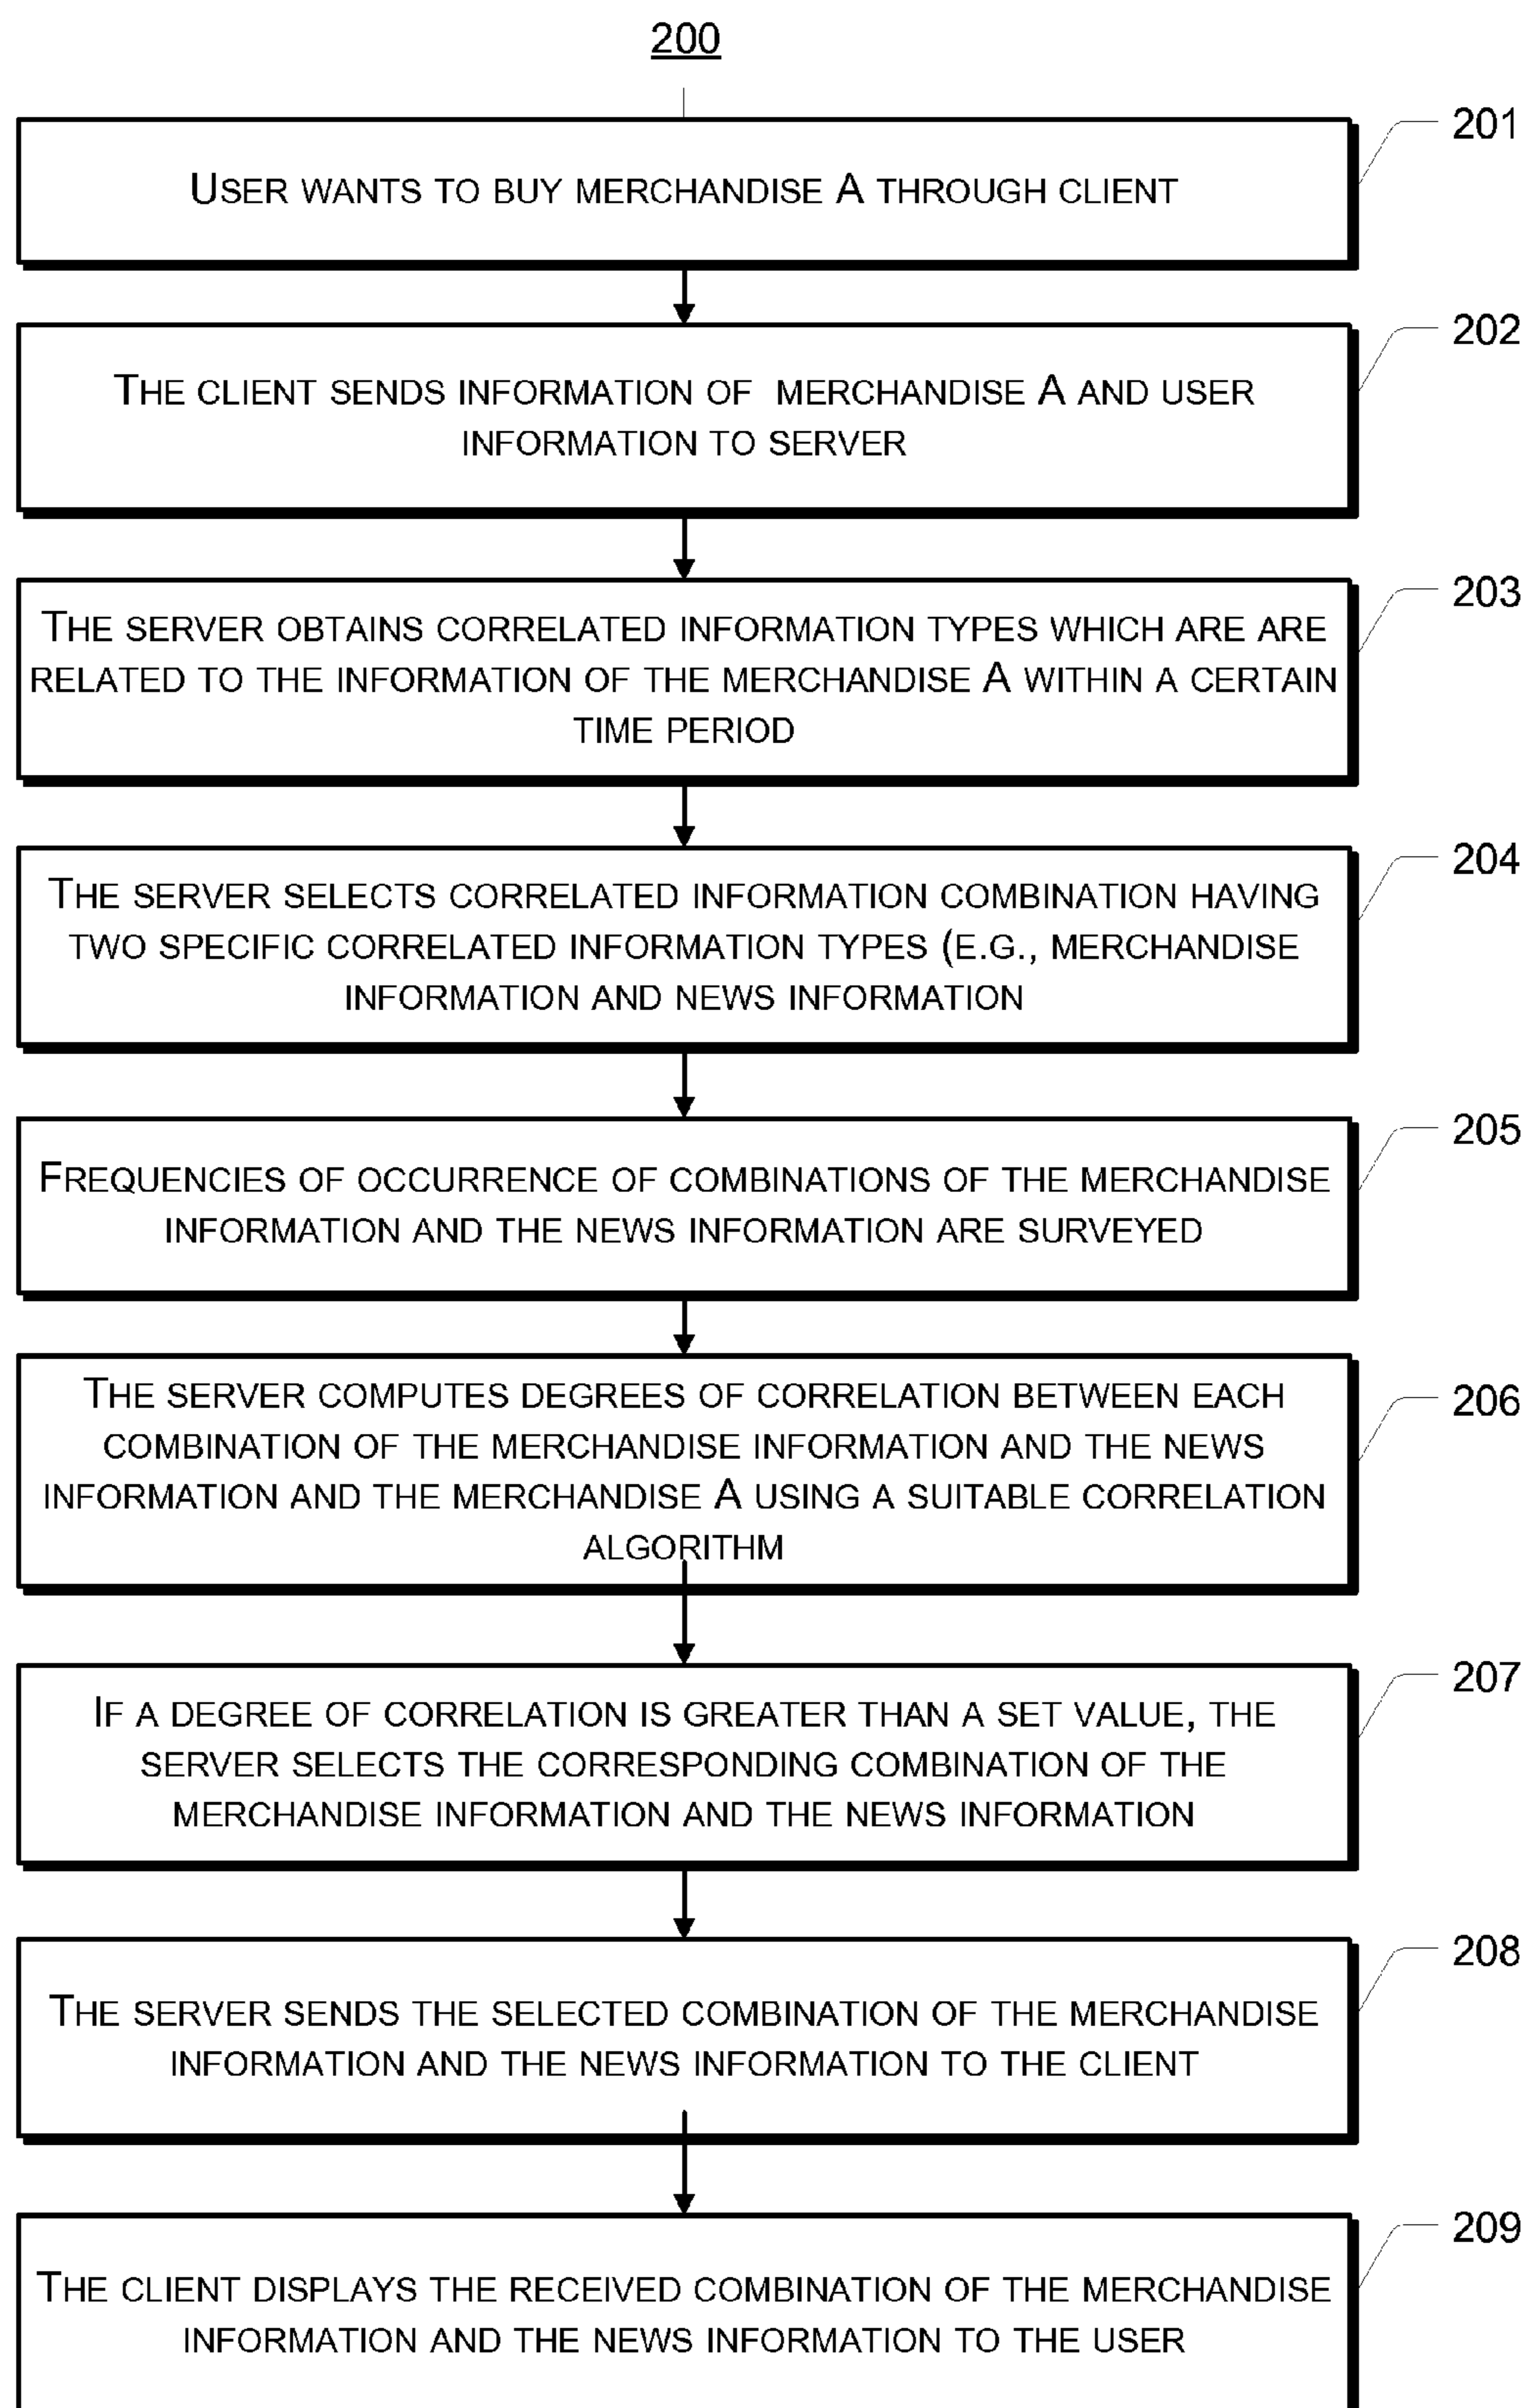 200
201
USER WANTS TO BUY MERCHANDISE A THROUGH CLIENT
202
THE CLIENT SENDS INFORMATION OF MERCHANDISE A AND USER
INFORMATION TO SERVER
203
THE SERVER OBTAINS CORRELATED INFORMATION TYPES WHICH ARE ARE
RELATED TO THE INFORMATION OF THE MERCHANDISE A WITHIN A CERTAIN
TIME PERIOD
204
THE SERVER SELECTS CORRELATED INFORMATION COMBINATION HAVING
TWO SPECIFIC CORRELATED INFORMATION TYPES (E.G., MERCHANDISE
INFORMATION AND NEWS INFORMATION
205
FREQUENCIES OF OCCURRENCE OF COMBINATIONS OF THE MERCHANDISE
INFORMATION AND THE NEWS INFORMATION ARE SURVEYED
206
THE SERVER COMPUTES DEGREES OF CORRELATION BETWEEN EACH
COMBINATION OF THE MERCHANDISE INFORMATION AND THE NEWS
INFORMATION AND THE MERCHANDISE A USING A SUITABLE CORRELATION
ALGORITHM
207
IF A DEGREE OF CORRELATION IS GREATER THAN A SET VALUE, THE
SERVER SELECTS THE CORRESPONDING COMBINATION OF THE
MERCHANDISE INFORMATION AND THE NEWS INFORMATION
208
THE SERVER SENDS THE SELECTED COMBINATION OF THE MERCHANDISE
INFORMATION AND THE NEWS INFORMATION TO THE CLIENT
209
THE CLIENT DISPLAYS THE RECEIVED COMBINATION OF THE MERCHANDISE
INFORMATION AND THE NEWS INFORMATION TO THE USER